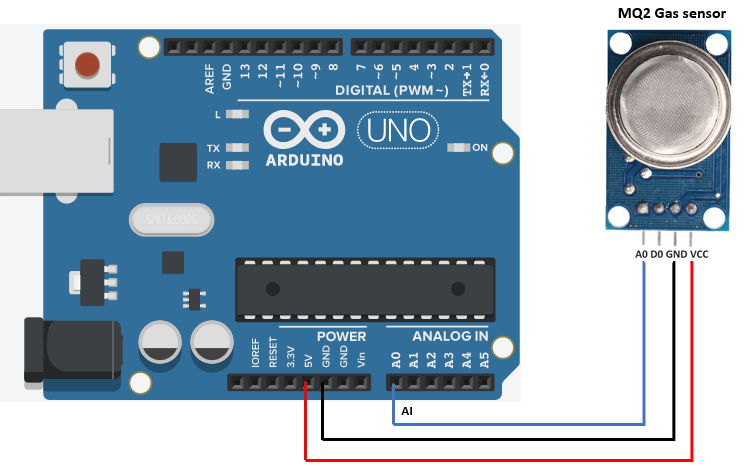 MQ2 Gas sensor
AREF
GND
13
12
~11
~10
~9
8
7
~6
~5
4
~3
2
TX→1
RX←0
DIGITAL (PWM~)
L
TX
RX
ARDUINO
UNO
ON
SPK16.000G
A0 D0 GND VCC
POWER
ANALOG IN
IOREF
RESET
3.3V
5V
GND
GND
Vin
A0
A1
A2
A3
A4
A5
AI